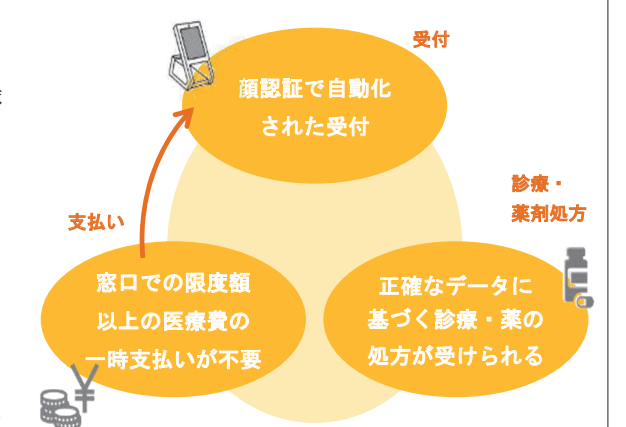 受付
顔認証で自動化
された受付
診療・
薬剤処方
支払い
窓口での限度額
以上の医療費の
一時支払いが不要
正確なデータに
基づく診療・薬の
処方が受けられる
¥